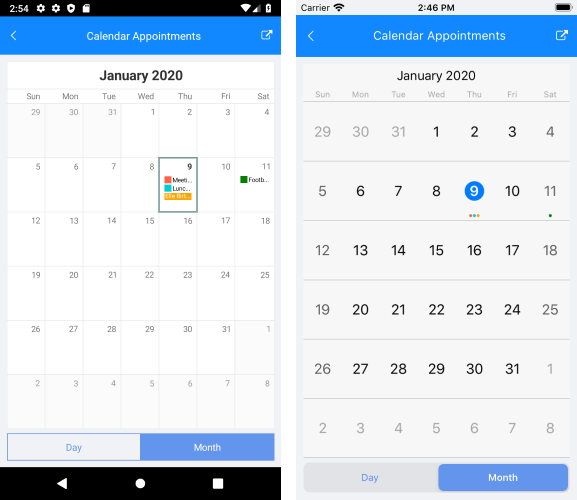 2:54
Calendar Appointments
January 2020
Sun Mon Tue Wed Thu Fri Sat
29 30 31 1 2 3 4
5 6 7 8 9 10 11
Meeti... Footb...
Lunc...
Elle Birt...
12 13 14 15 16 17 18
19 20 21 22 23 24 25
26 27 28 29 30 31 1
2 3 4 5 6 7 8
Day Month
Carrier 2:46 PM
Calendar Appointments
January 2020
Sun Mon Tue Wed Thu Fri Sat
29 30 31 1 2 3 4
5 6 7 8 9 10 11
12 13 14 15 16 17 18
19 20 21 22 23 24 25
26 27 28 29 30 31 1
2 3 4 5 6 7 8
Day Month